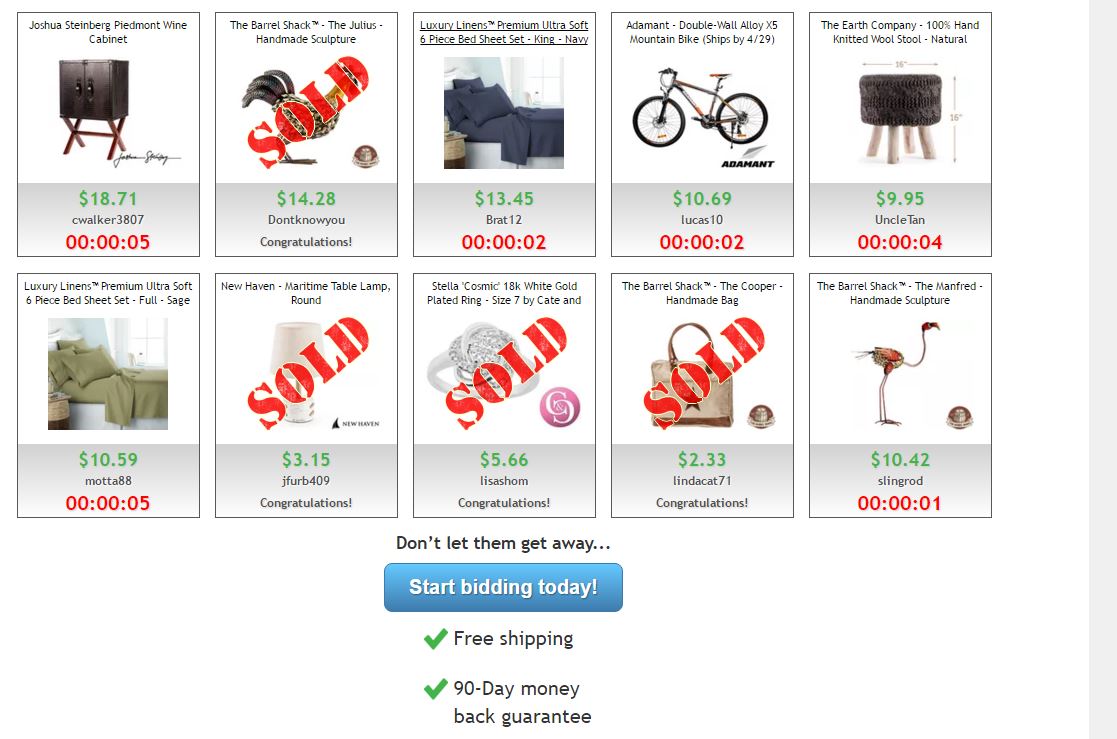 Joshua Steinberg Piedmont Wine
Cabinet
Joshua Steinberg
$18.71
cwalker3807
00:00:05
The Barrel Shack™ - The Julius -
Handmade Sculpture
SOLD
$14.28
Dontknowyou
Congratulations!
Luxury Linens™ Premium Ultra Soft
6 Piece Bed Sheet Set - King - Navy
$13.45
Brat12
00:00:02
Adamant - Double-Wall Alloy X5
Mountain Bike (Ships by 4/29)
ADAMANT
$10.69
lucas10
00:00:02
The Earth Company - 100% Hand
Knitted Wool Stool - Natural
16"
16"
$9.95
UncleTan
00:00:04
Luxury Linens™ Premium Ultra Soft
6 Piece Bed Sheet Set - Full - Sage
$10.59
motta88
00:00:05
New Haven - Maritime Table Lamp,
Round
SOLD
NEW HAVEN
$3.15
jfurb409
Congratulations!
Stella 'Cosmic' 18k White Gold
Plated Ring - Size 7 by Cate and
SOLD
$5.66
lisashom
Congratulations!
The Barrel Shack™ - The Cooper -
Handmade Bag
SOLD
$2.33
lindacat71
Congratulations!
The Barrel Shack™ - The Manfred -
Handmade Sculpture
$10.42
slingrod
00:00:01
Don't let them get away...
Start bidding today!
Free shipping
90-Day money
back guarantee